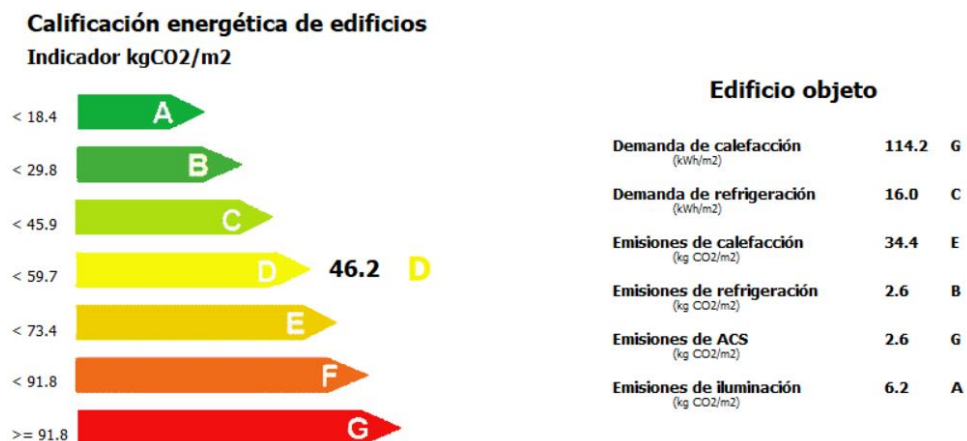 Calificación energética de edificios
Indicador kgCO2/m2
< 18.4 A
< 29.8 B
< 45.9 C
< 59.7 D 46.2 D
< 73.4 E
< 91.8 F
>= 91.8 G
Edificio objeto
Demanda de calefacción 114.2 G
(kWh/m2)
Demanda de refrigeración 16.0 C
(kWh/m2)
Emisiones de calefacción 34.4 E
(kg CO2/m2)
Emisiones de refrigeración 2.6 B
(kg CO2/m2)
Emisiones de ACS 2.6 G
(kg CO2/m2)
Emisiones de iluminación 6.2 A
(kg CO2/m2)